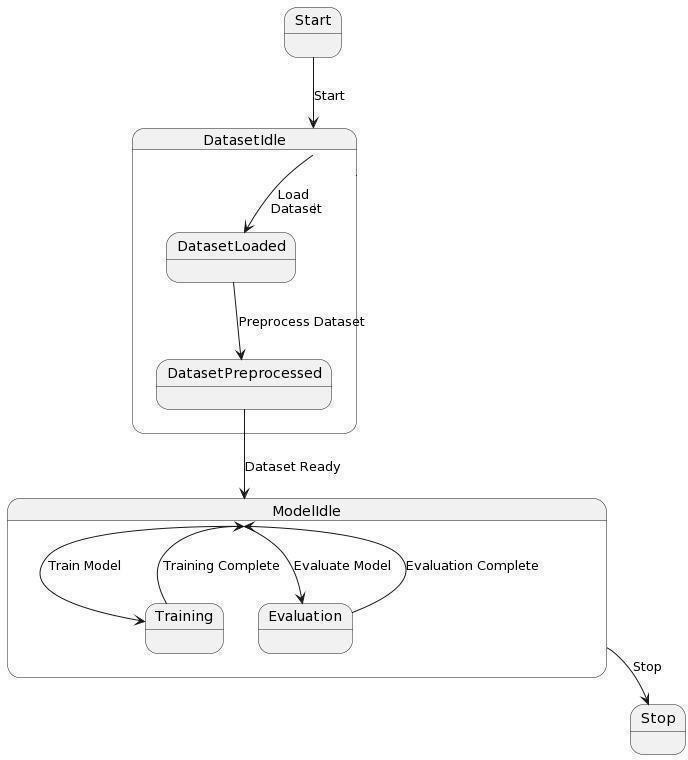 Start
Start
DatasetIdle
Load
Dataset
DatasetLoaded
Preprocess Dataset
DatasetPreprocessed
Dataset Ready
ModelIdle
Train Model
Training Complete
Evaluate Model
Evaluation Complete
Training
Evaluation
Stop
Stop